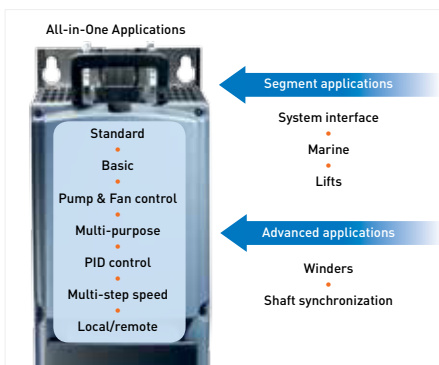 All-in-One Applications
Standard
Basic
Pump & Fan control
Multi-purpose
PID control
Multi-step speed
Local/remote
Segment applications
System interface
Marine
Lifts
Advanced applications
Winders
Shaft synchronization